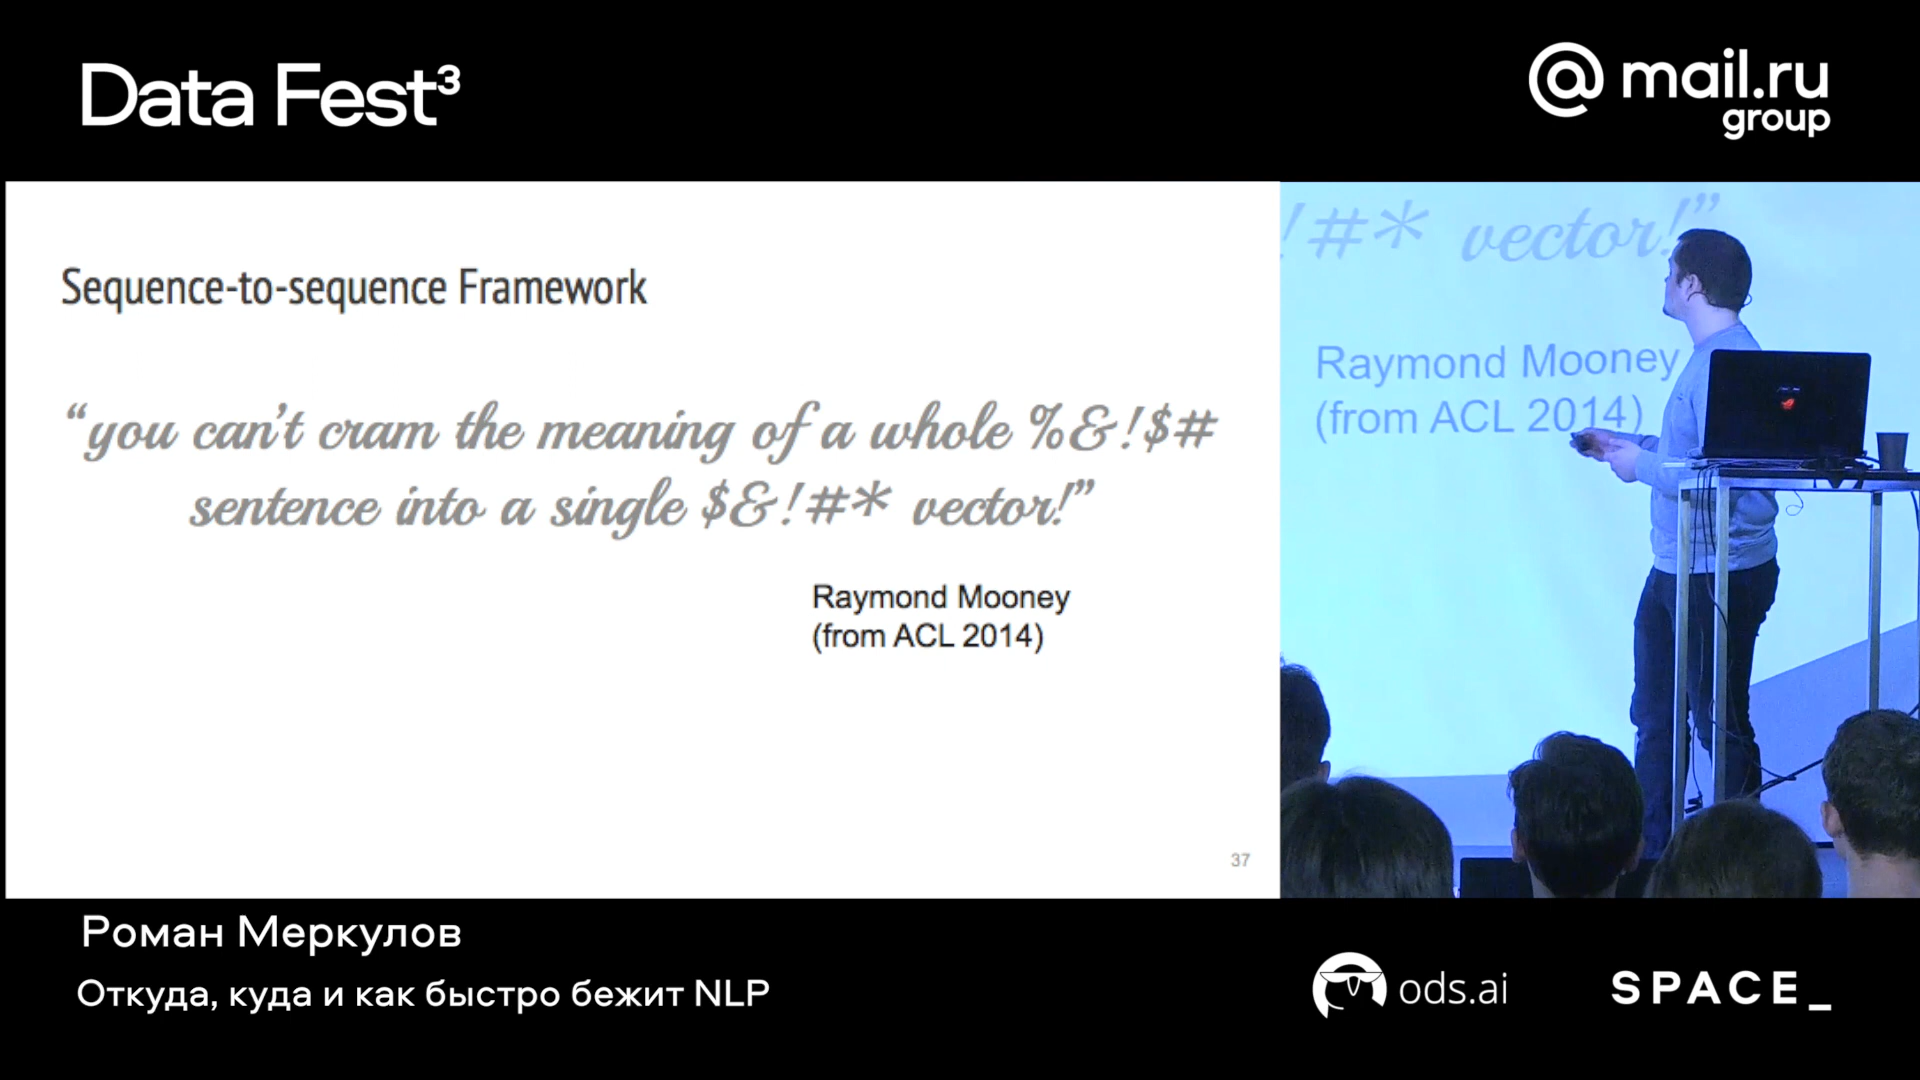 Data Fest³
@mail.ru
group
Sequence-to-sequence Framework
“you can’t cram the meaning of a whole %&!$#
sentence into a single $&!#* vector!”
Raymond Mooney
(from ACL 2014)
37
!#* vector!”
Raymond Mooney
(from ACL 2014)
Роман Меркулов
Откуда, куда и как быстро бежит NLP
ods.ai
SPACE_